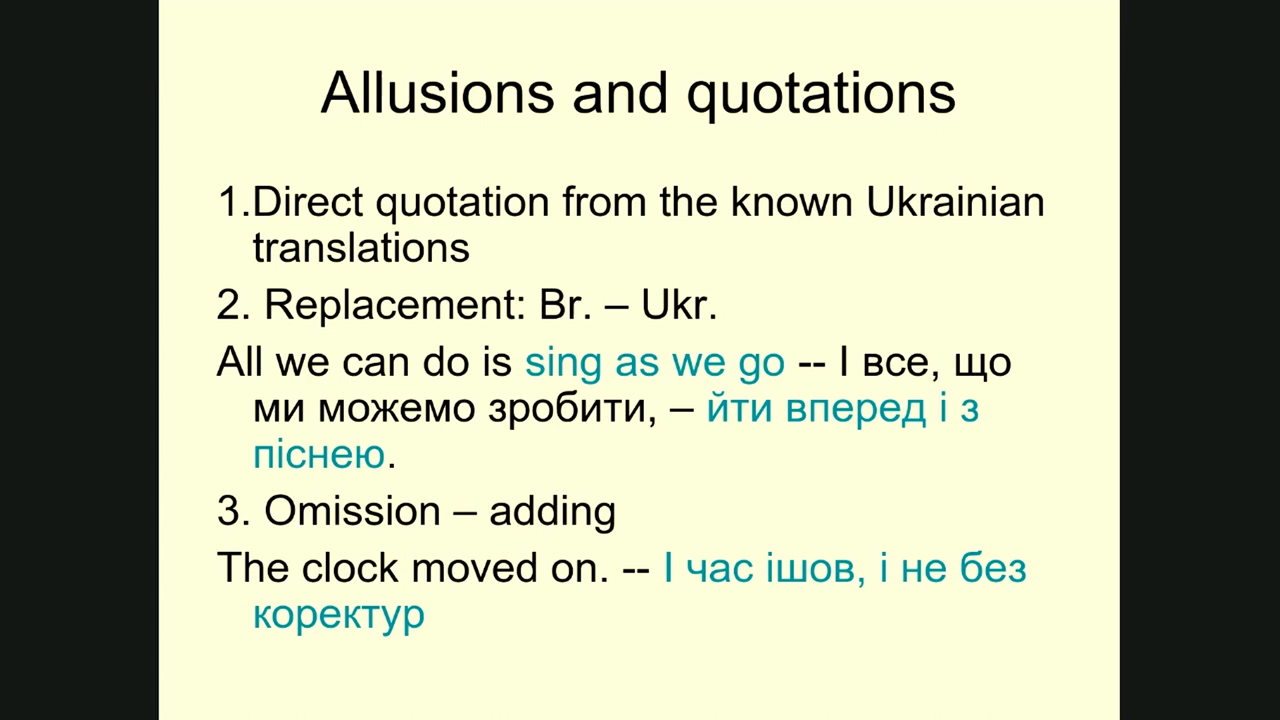 Allusions and quotations
1.Direct quotation from the known Ukrainian
translations
2. Replacement: Br. – Ukr.
All we can do is sing as we go -- І все, що
ми можемо зробити, – йти вперед і з
піснею.
3. Omission – adding
The clock moved on. -- І час ішов, і не без
коректур